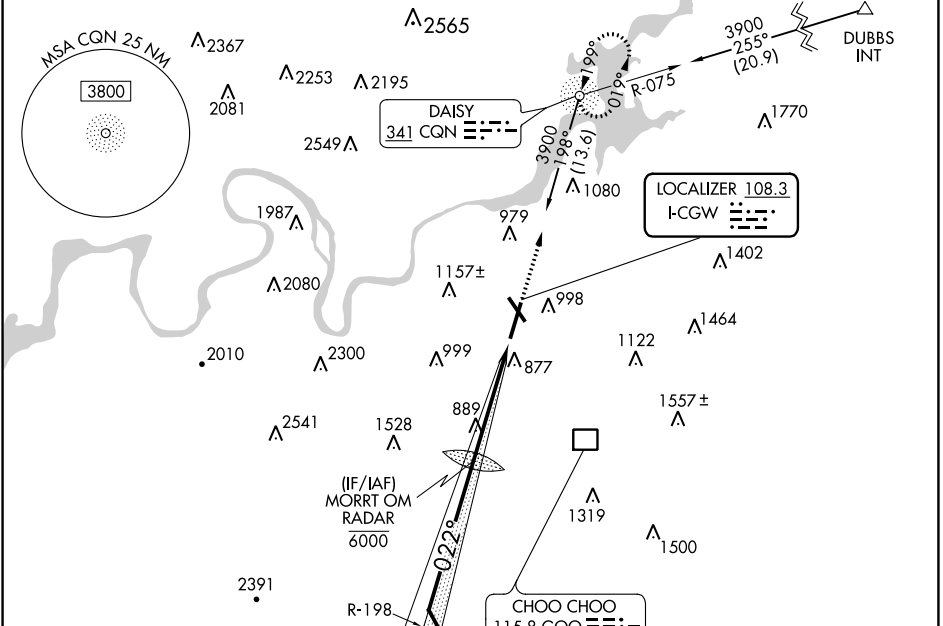 MSA CQN 25 NM
3800
2367
2081
2253
2195
2565
2549
DAISY
341 CQN
199°
019°
R-075
3900
255°
(20.9)
DUBBS
INT
1770
3900
198°
(13.6)
1080
LOCALIZER 108.3
I-CGW
979
1987
1402
2080
1157±
998
1464
2010
2300
999
877
1122
1557±
2541
1528
889
(IF/IAF)
MORRT OM
RADAR
6000
1319
1500
022°
2391
R-198
CHOO CHOO
115.8 GQO